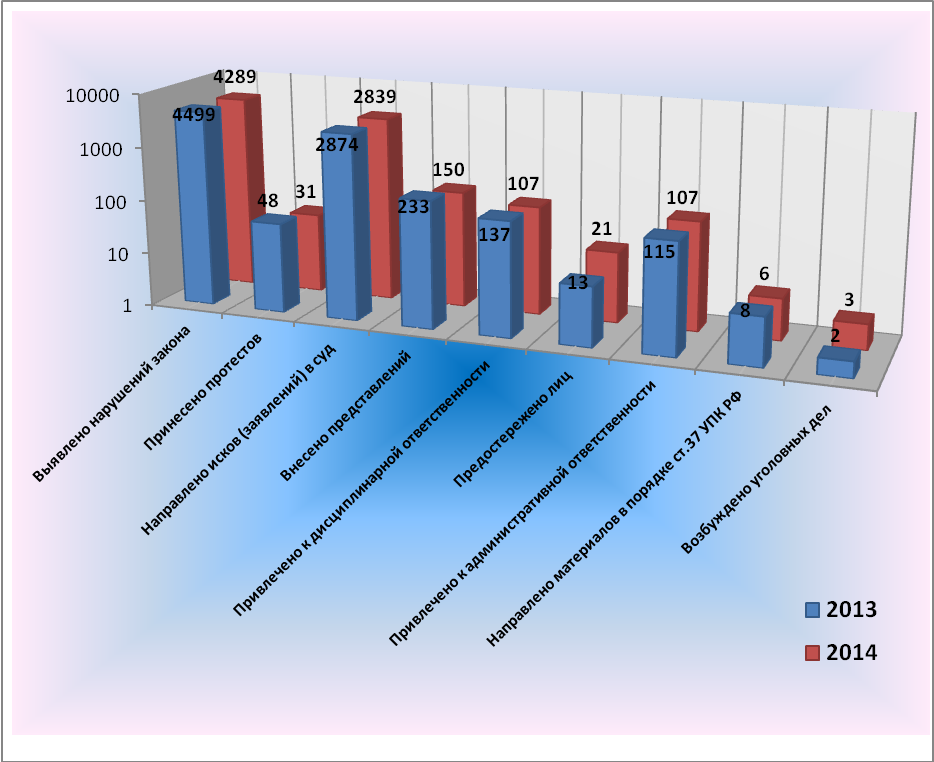 10000
1000
100
10
1
4499
4289
48
31
2874
2839
233
150
137
107
13
21
115
107
8
6
2
3
Выявлено нарушений закона
Принесено протестов
Направлено исков (заявлений) в суд
Внесено представлений
Привлечено к дисциплинарной ответственности
Предостережено лиц
Привлечено к административной ответственности
Направлено материалов в порядке ст.37 УПК РФ
Возбуждено уголовных дел
2013
2014